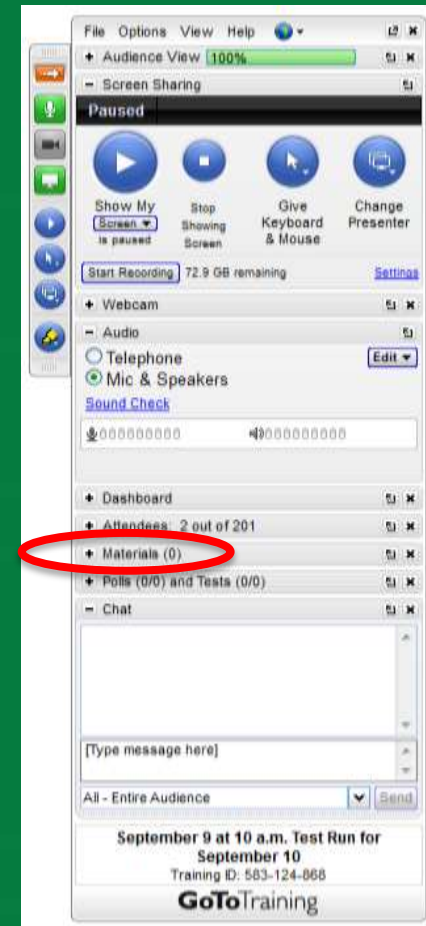 File Options View Help
Audience View 100%
Screen Sharing
Paused
Show My
Screen
is paused
Stop
Showing
Screen
Give
Keyboard
& Mouse
Change
Presenter
Start Recording 72.9 GB remaining Settings
Webcam
Audio
Telephone
Edit
Mic & Speakers
Sound Check
Dashboard
Attendees: 2 out of 201
Materials (0)
Polls (0/0) and Tests (0/0)
Chat
[Type message here]
All - Entire Audience Send
September 9 at 10 a.m. Test Run for
September 10
Training ID: 583-124-868
GoToTraining